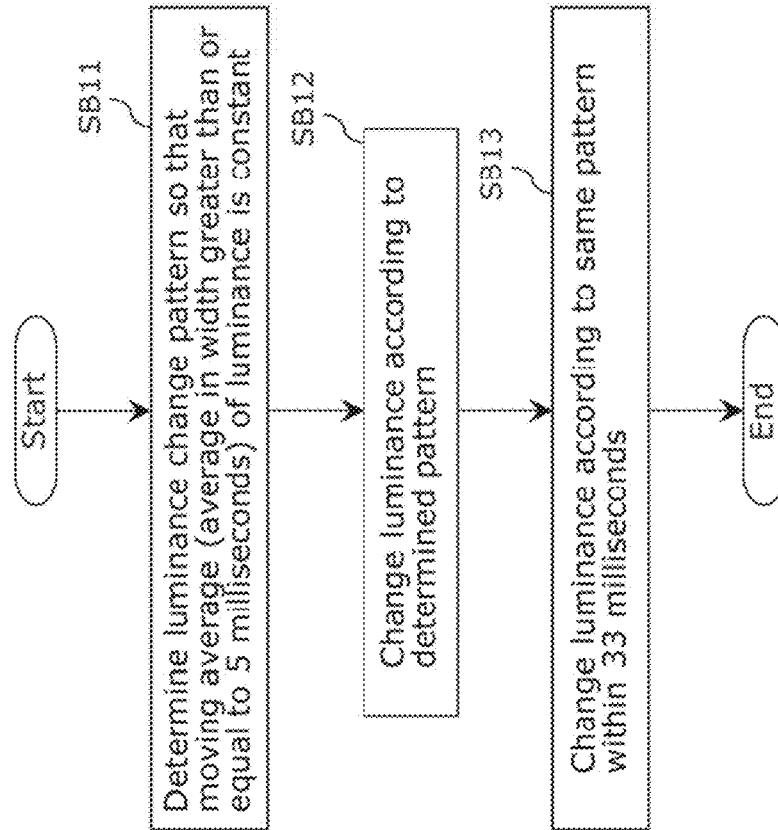 Start
SB11
Determine luminance change pattern so that
moving average (average in width greater than or
equal to 5 milliseconds) of luminance is constant
SB12
Change luminance according to
determined pattern
SB13
Change luminance according to same pattern
within 33 milliseconds
End